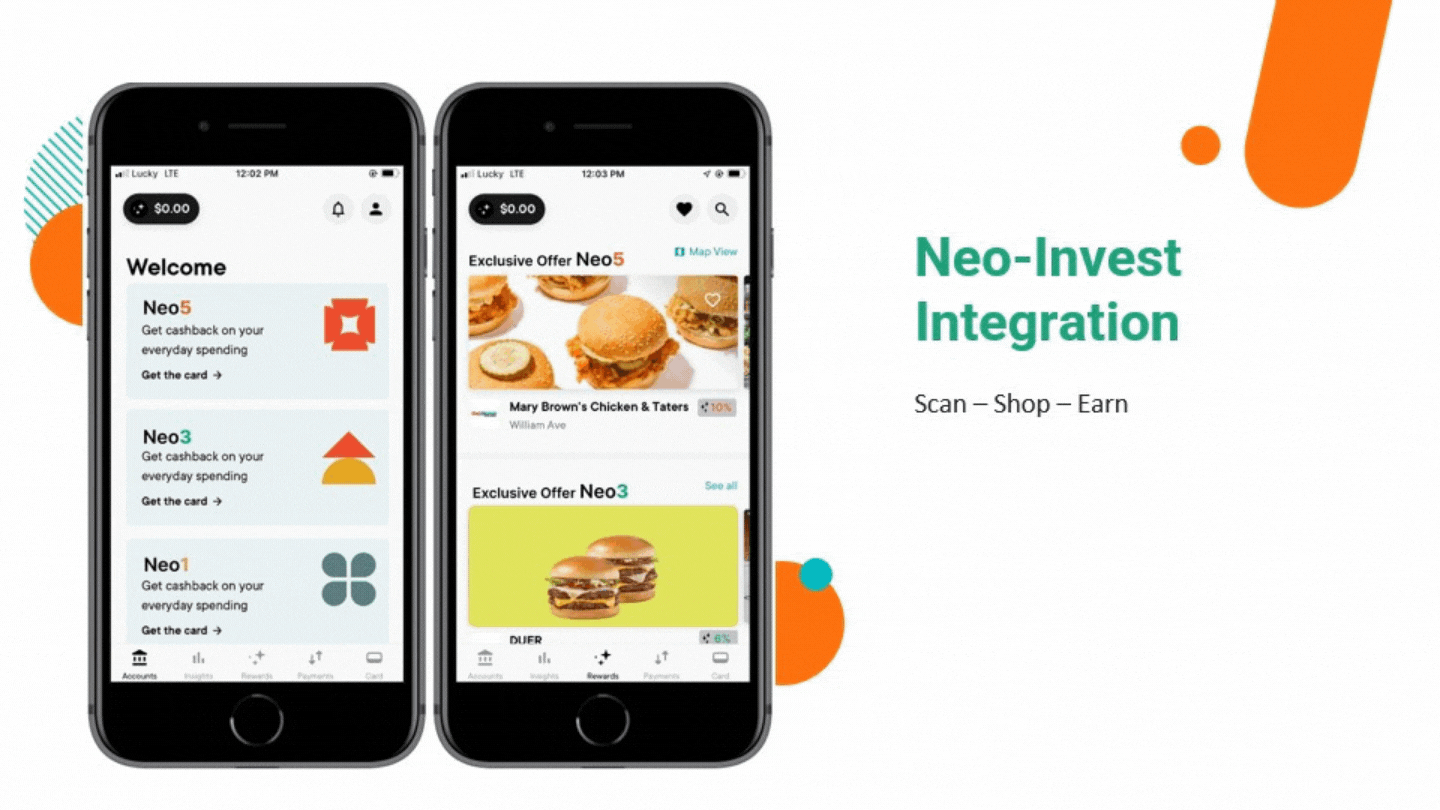 Lucky LTE 12:02 PM
$0.00
Welcome
Neo5
Get cashback on your
everyday spending
Get the card →
Neo3
Get cashback on your
everyday spending
Get the card →
Neo1
Get cashback on your
everyday spending
Get the card →
Accounts Insights Rewards Payments Card
Lucky LTE 12:03 PM
$0.00
Exclusive Offer Neo5 Map View
Mary Brown's Chicken & Taters 10%
William Ave
Exclusive Offer Neo3 See all
DUER 6%
Accounts Insights Rewards Payments Card
Neo-Invest
Integration
Scan – Shop – Earn